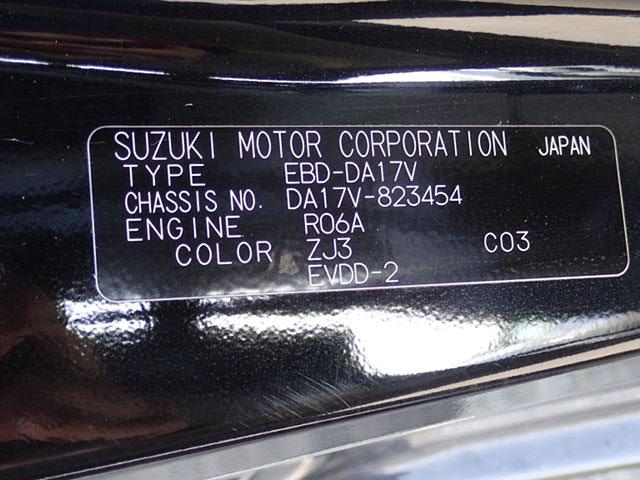 SUZUKI MOTOR CORPORATION JAPAN
TYPE EBD-DA17V
CHASSIS NO. DA17V-823454
ENGINE R06A
COLOR ZJ3 C03
EVDD-2